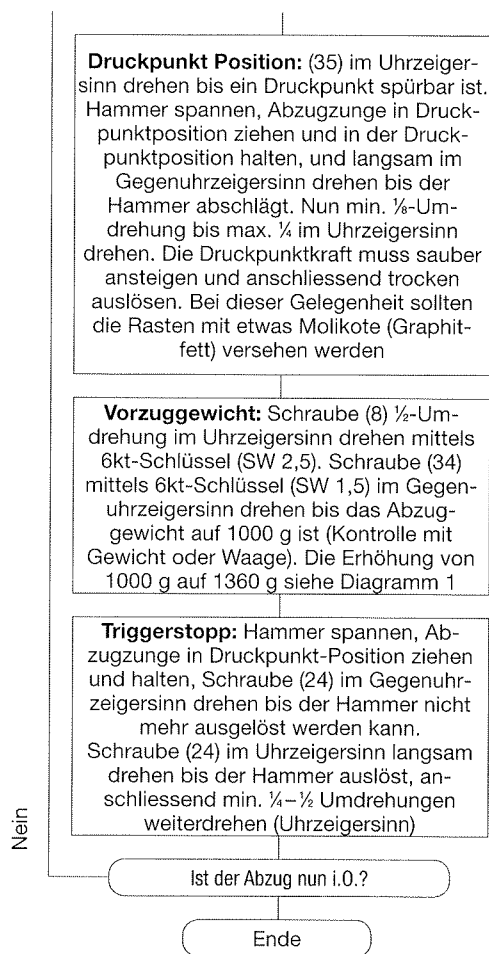 Druckpunkt Position: (35) im Uhrzeiger-
sinn drehen bis ein Druckpunkt spürbar ist.
Hammer spannen, Abzugzunge in Druck-
punktposition ziehen und in der Druck-
punktposition halten, und langsam im
Gegenuhrzeigersinn drehen bis der
Hammer abschlägt. Nun min. ⅛-Um-
drehung bis max. ¼ im Uhrzeigersinn
drehen. Die Druckpunktkraft muss sauber
ansteigen und anschliessend trocken
auslösen. Bei dieser Gelegenheit sollten
die Rasten mit etwas Molikote (Graphit-
fett) versehen werden
Vorzuggewicht: Schraube (8) ½-Um-
drehung im Uhrzeigersinn drehen mittels
6kt-Schlüssel (SW 2,5). Schraube (34)
mittels 6kt-Schlüssel (SW 1,5) im Gegen-
uhrzeigersinn drehen bis das Abzug-
gewicht auf 1000 g ist (Kontrolle mit
Gewicht oder Waage). Die Erhöhung von
1000 g auf 1360 g siehe Diagramm 1
Triggerstopp: Hammer spannen, Ab-
zugzunge in Druckpunkt-Position ziehen
und halten, Schraube (24) im Gegenuhr-
zeigersinn drehen bis der Hammer nicht
mehr ausgelöst werden kann.
Schraube (24) im Uhrzeigersinn langsam
drehen bis der Hammer auslöst, an-
schliessend min. ¼–½ Umdrehungen
weiterdrehen (Uhrzeigersinn)
Nein
Ist der Abzug nun i.O.?
Ende